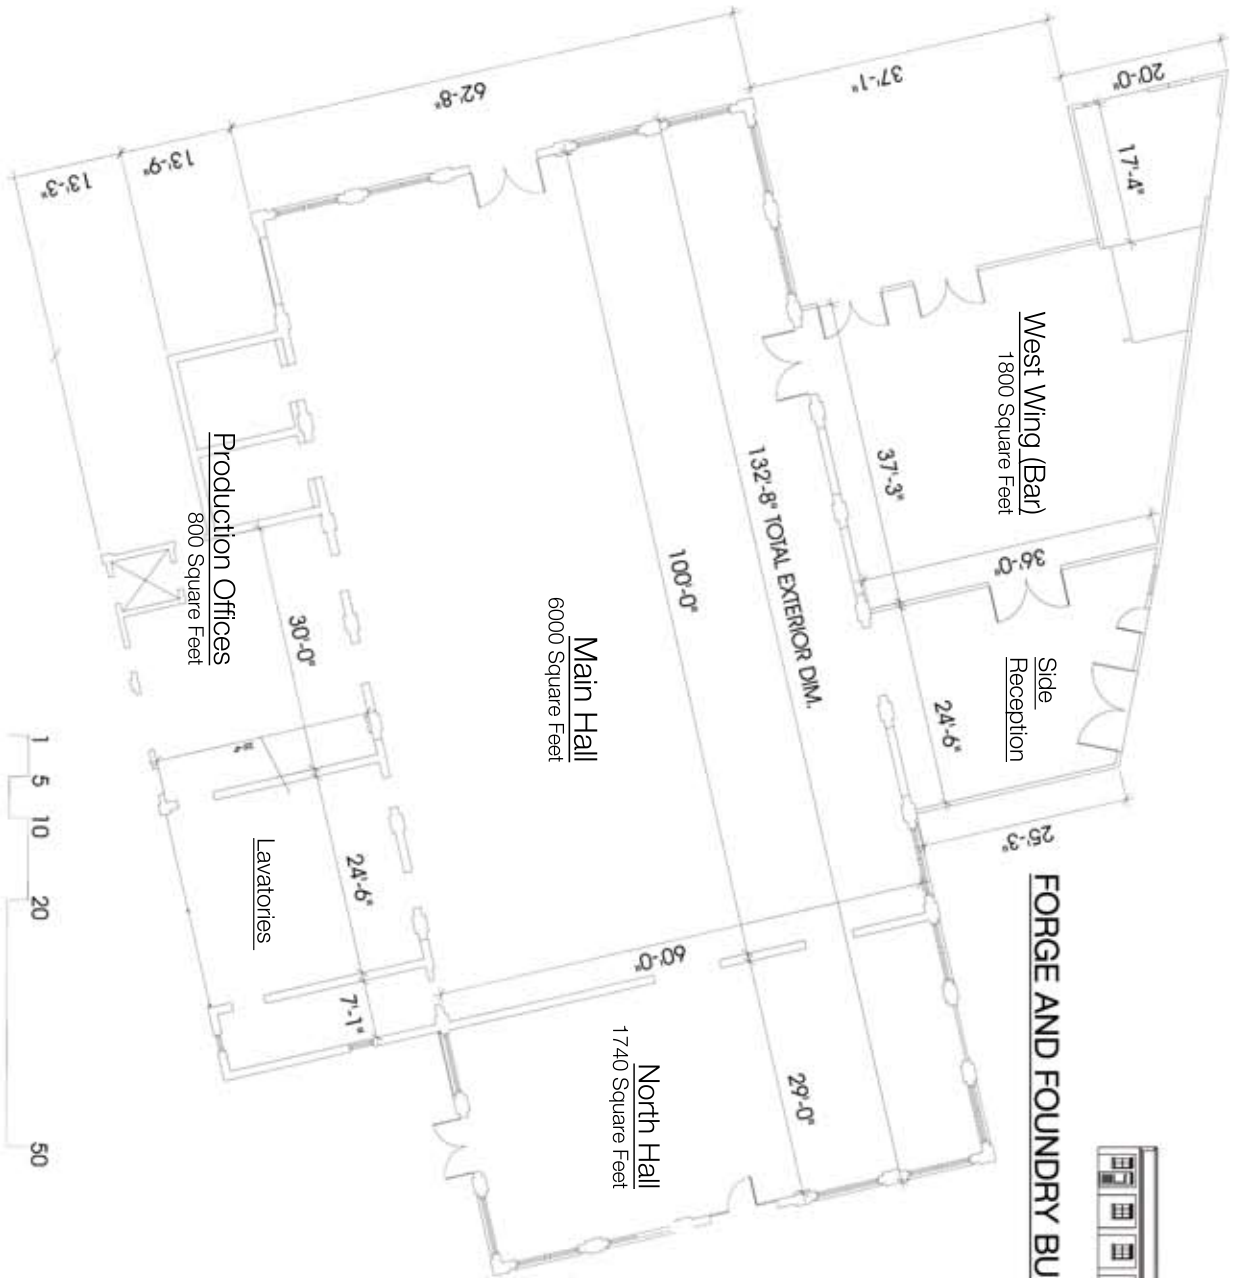 FORGE AND FOUNDRY BU
20'-0"
37'-1"
62'-8"
13'-9"
13'-3"
17'-4"
West Wing (Bar)
1800 Square Feet
37'-3"
36'-0"
Side
Reception
24'-6"
25'-3"
132'-8" TOTAL EXTERIOR DIM.
100'-0"
Main Hall
6000 Square Feet
60'-0"
29'-0"
North Hall
1740 Square Feet
Production Offices
800 Square Feet
30'-0"
24'-6"
7'-1"
Lavatories
1 5 10 20 50